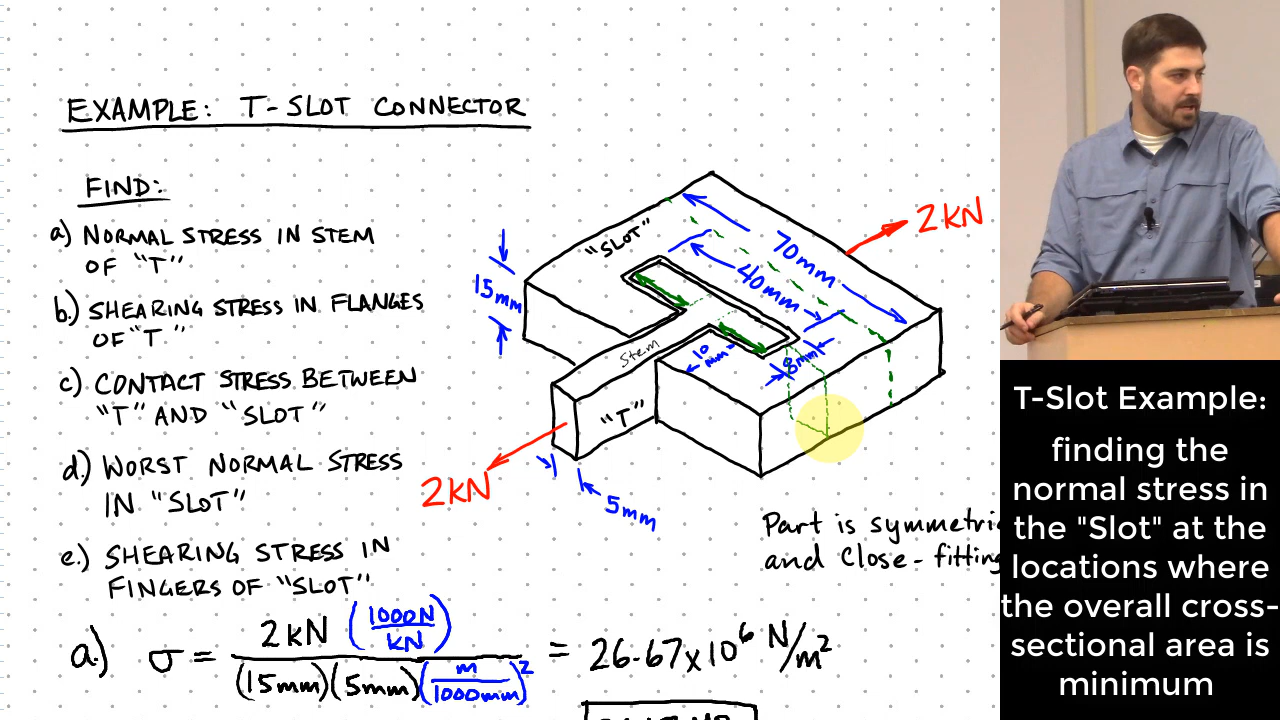 EXAMPLE: T-SLOT CONNECTOR
FIND:
a) NORMAL STRESS IN STEM
OF "T"
b.) SHEARING STRESS IN FLANGES
OF "T"
c.) CONTACT STRESS BETWEEN
"T" AND "SLOT"
d.) WORST NORMAL STRESS
IN "SLOT"
e.) SHEARING STRESS IN
FINGERS OF "SLOT"
"SLOT"
2KN
70mm
40mm
15mm
Stem
10
mm
8mm
"T"
2KN
5mm
Part is symmetric
and Close-fitting
a.) σ = 2kN (1000N/kN) / (15mm)(5mm)(m/1000mm)² = 26.67x10⁶ N/m²
T-Slot Example:
finding the
normal stress in
the "Slot" at the
locations where
the overall cross-
sectional area is
minimum